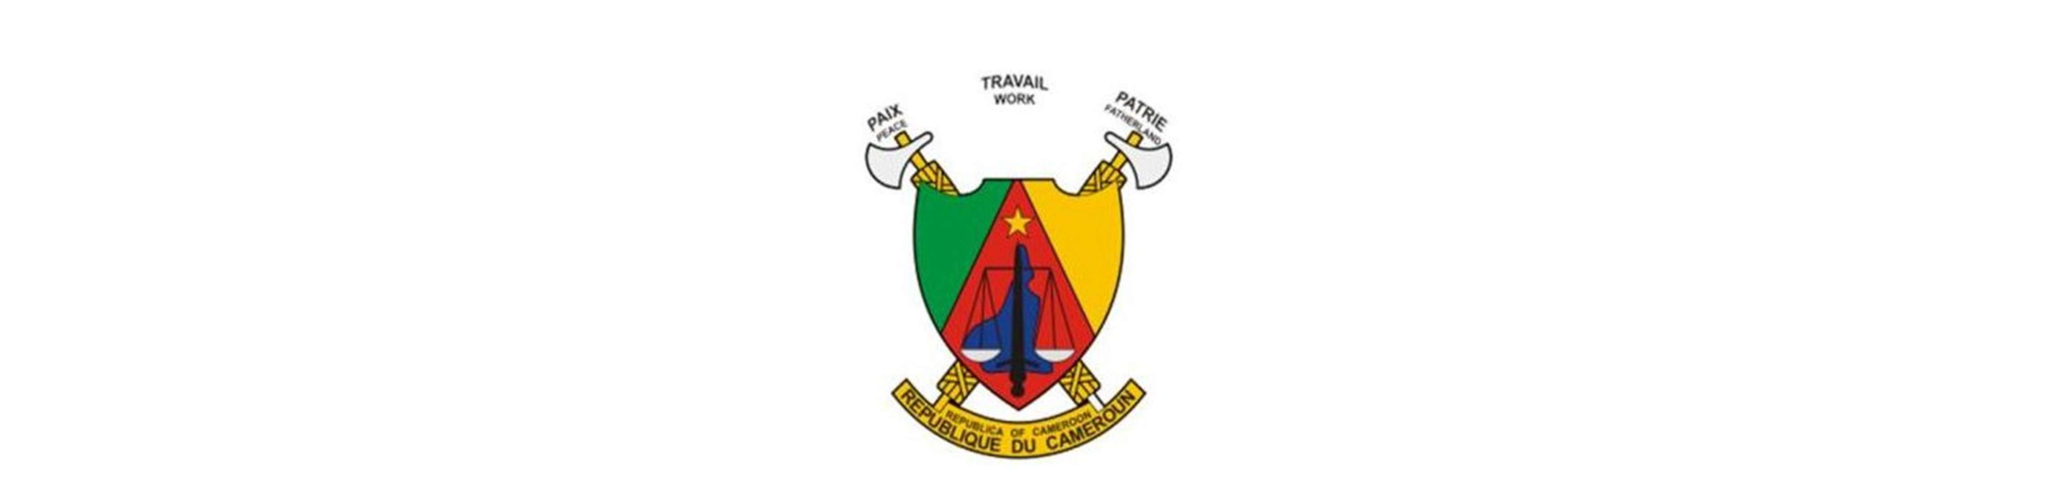 TRAVAIL
WORK
PAIX
PEACE
PATRIE
FATHERLAND
REPUBLICA OF CAMEROON
REPUBLIQUE DU CAMEROUN